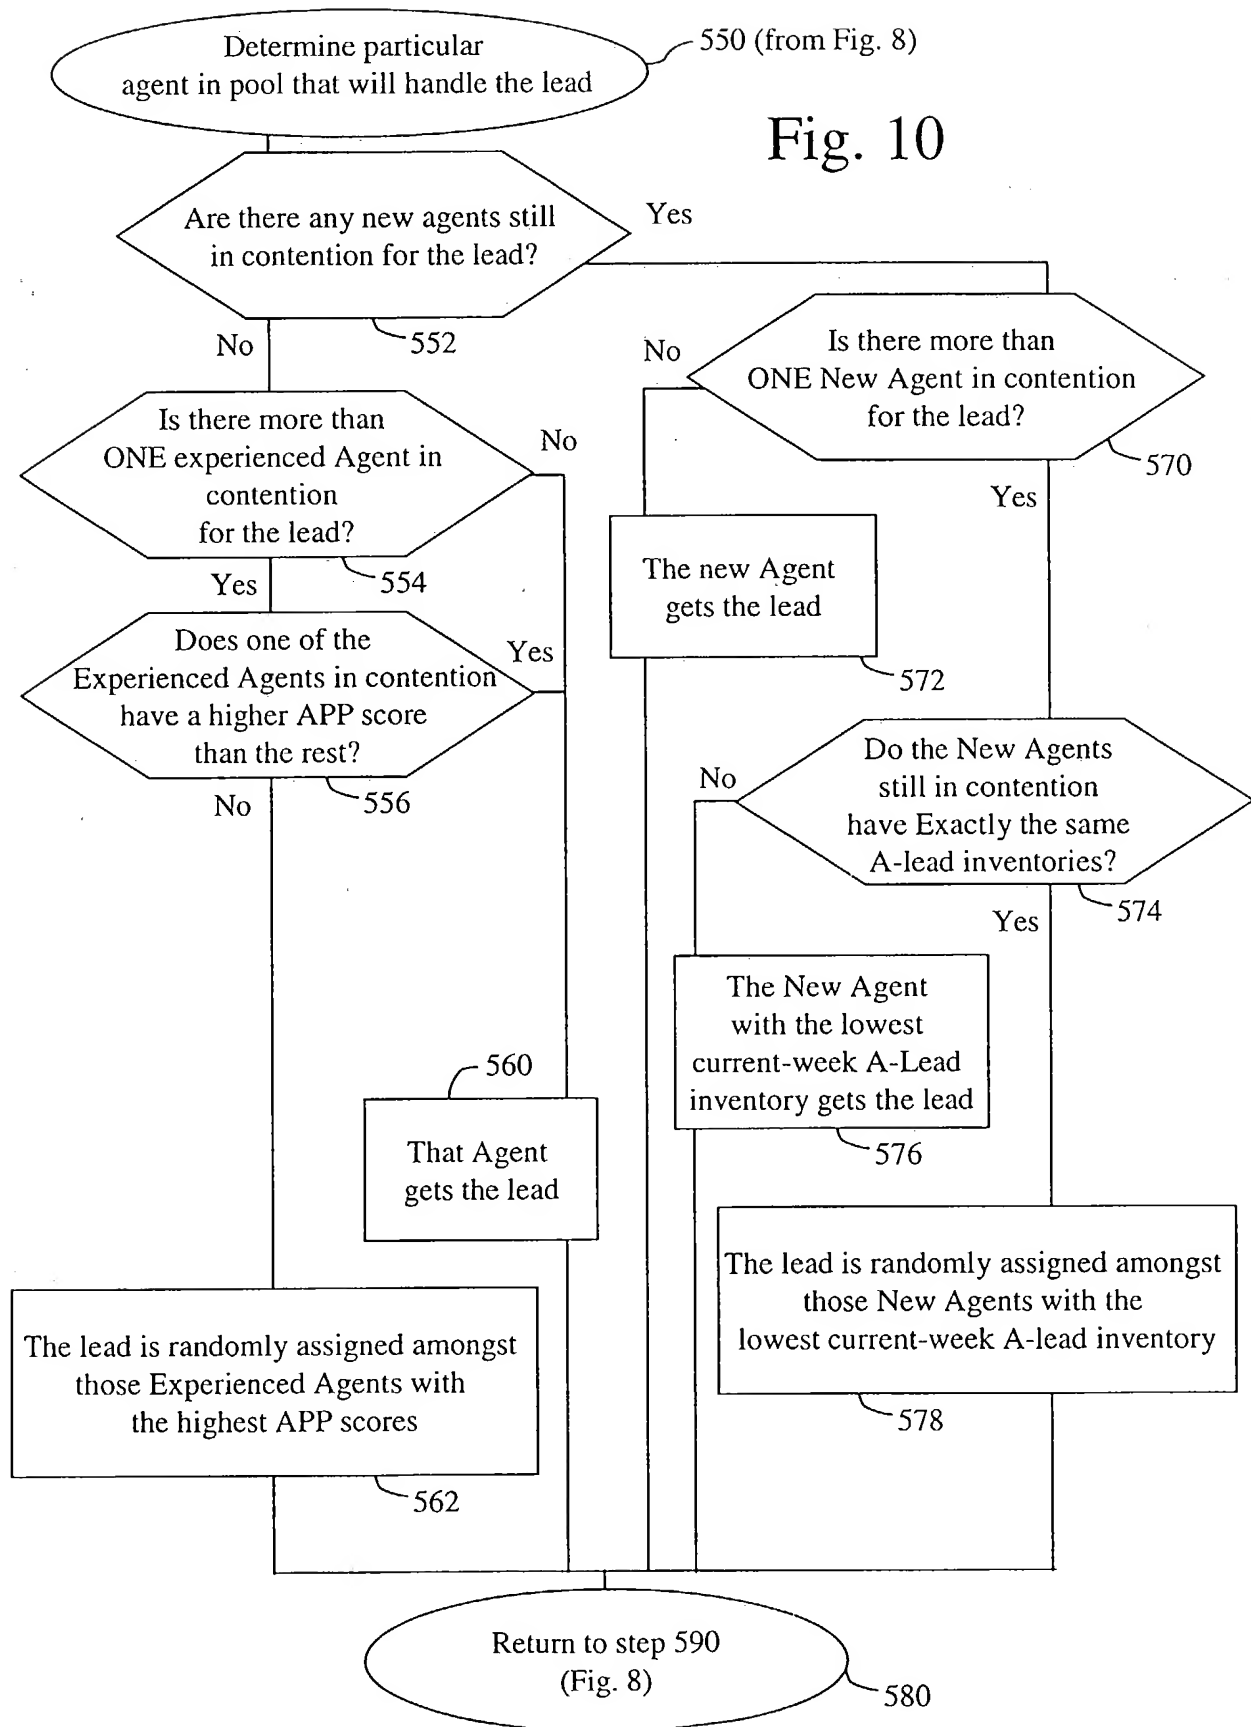 Determine particular
agent in pool that will handle the lead
550 (from Fig. 8)
Fig. 10
Are there any new agents still
in contention for the lead?
Yes
552
No
Is there more than
ONE New Agent in contention
for the lead?
No
570
Yes
Is there more than
ONE experienced Agent in
contention
for the lead?
No
554
Yes
The new Agent
gets the lead
572
Does one of the
Experienced Agents in contention
have a higher APP score
than the rest?
Yes
556
No
Do the New Agents
still in contention
have Exactly the same
A-lead inventories?
No
574
Yes
The New Agent
with the lowest
current-week A-Lead
inventory gets the lead
576
560
That Agent
gets the lead
The lead is randomly assigned amongst
those New Agents with the
lowest current-week A-lead inventory
578
The lead is randomly assigned amongst
those Experienced Agents with
the highest APP scores
562
Return to step 590
(Fig. 8)
580